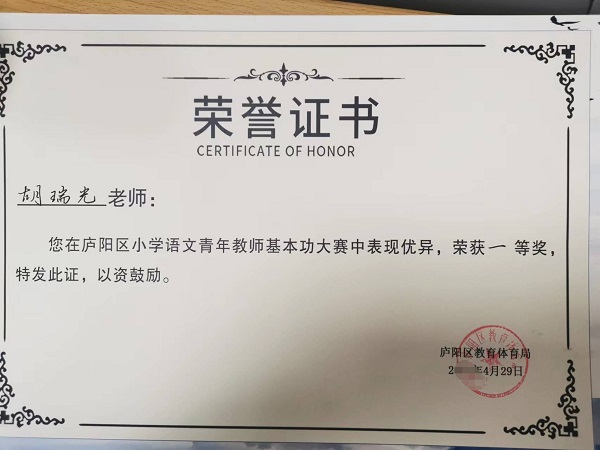 荣誉证书
CERTIFICATE OF HONOR
胡瑞光 老师：
您在庐阳区小学语文青年教师基本功大赛中表现优异，荣获一等奖，
特发此证，以资鼓励。
庐阳区教育体育局
2 年4月29日